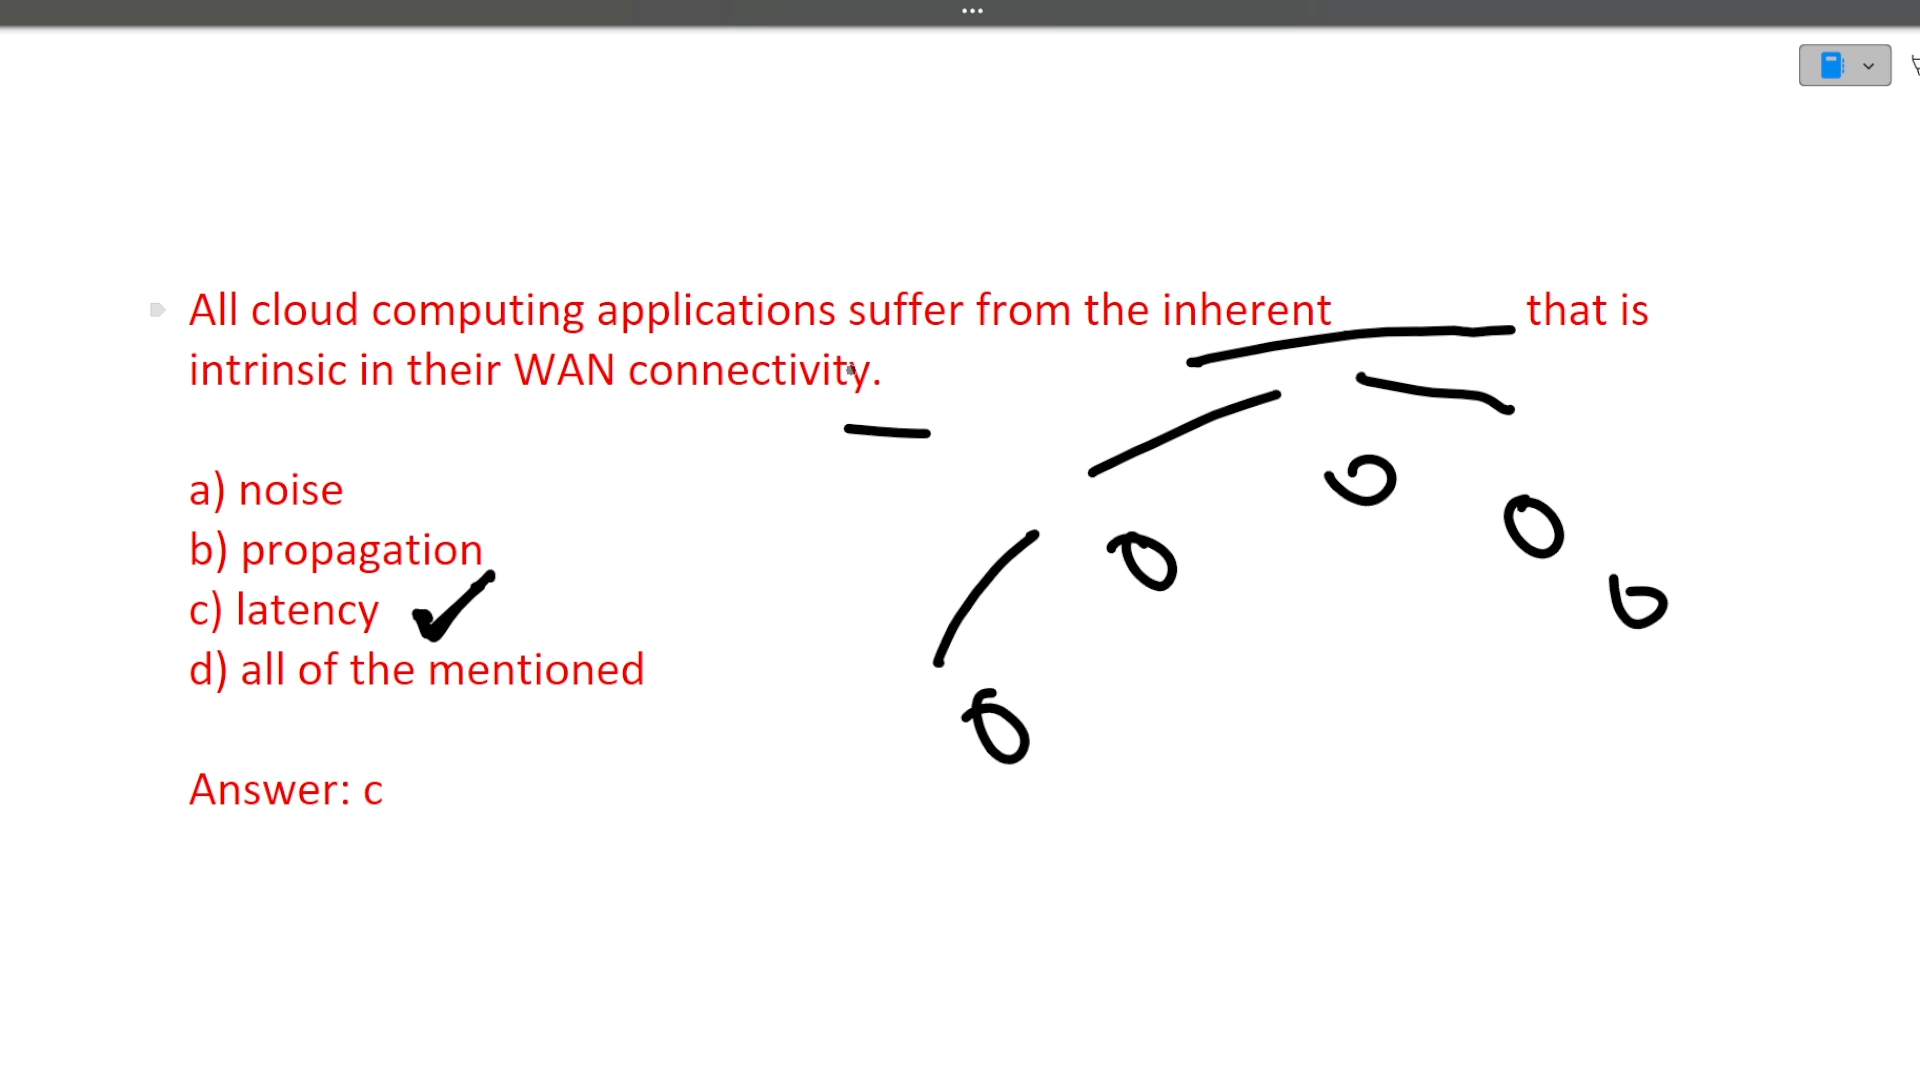 All cloud computing applications suffer from the inherent that is
intrinsic in their WAN connectivity.
a) noise
b) propagation
c) latency
d) all of the mentioned
Answer: c